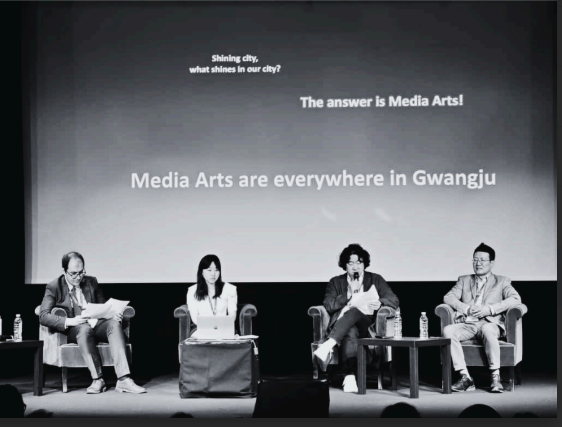 Shining city,
what shines in our city?
The answer is Media Arts!
Media Arts are everywhere in Gwangju